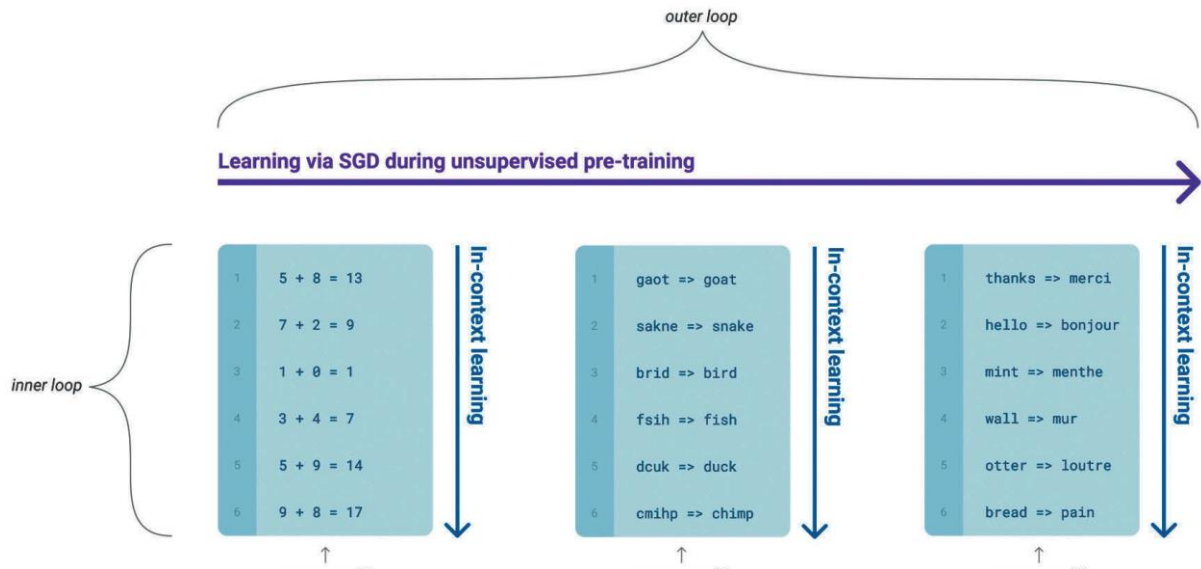 outer loop
Learning via SGD during unsupervised pre-training
inner loop
1 5 + 8 = 13
2 7 + 2 = 9
3 1 + 0 = 1
4 3 + 4 = 7
5 5 + 9 = 14
6 9 + 8 = 17
In-context learning
1 gaot => goat
2 sakne => snake
3 brid => bird
4 fsih => fish
5 dcuk => duck
6 cmihp => chimp
In-context learning
1 thanks => merci
2 hello => bonjour
3 mint => menthe
4 wall => mur
5 otter => loutre
6 bread => pain
In-context learning